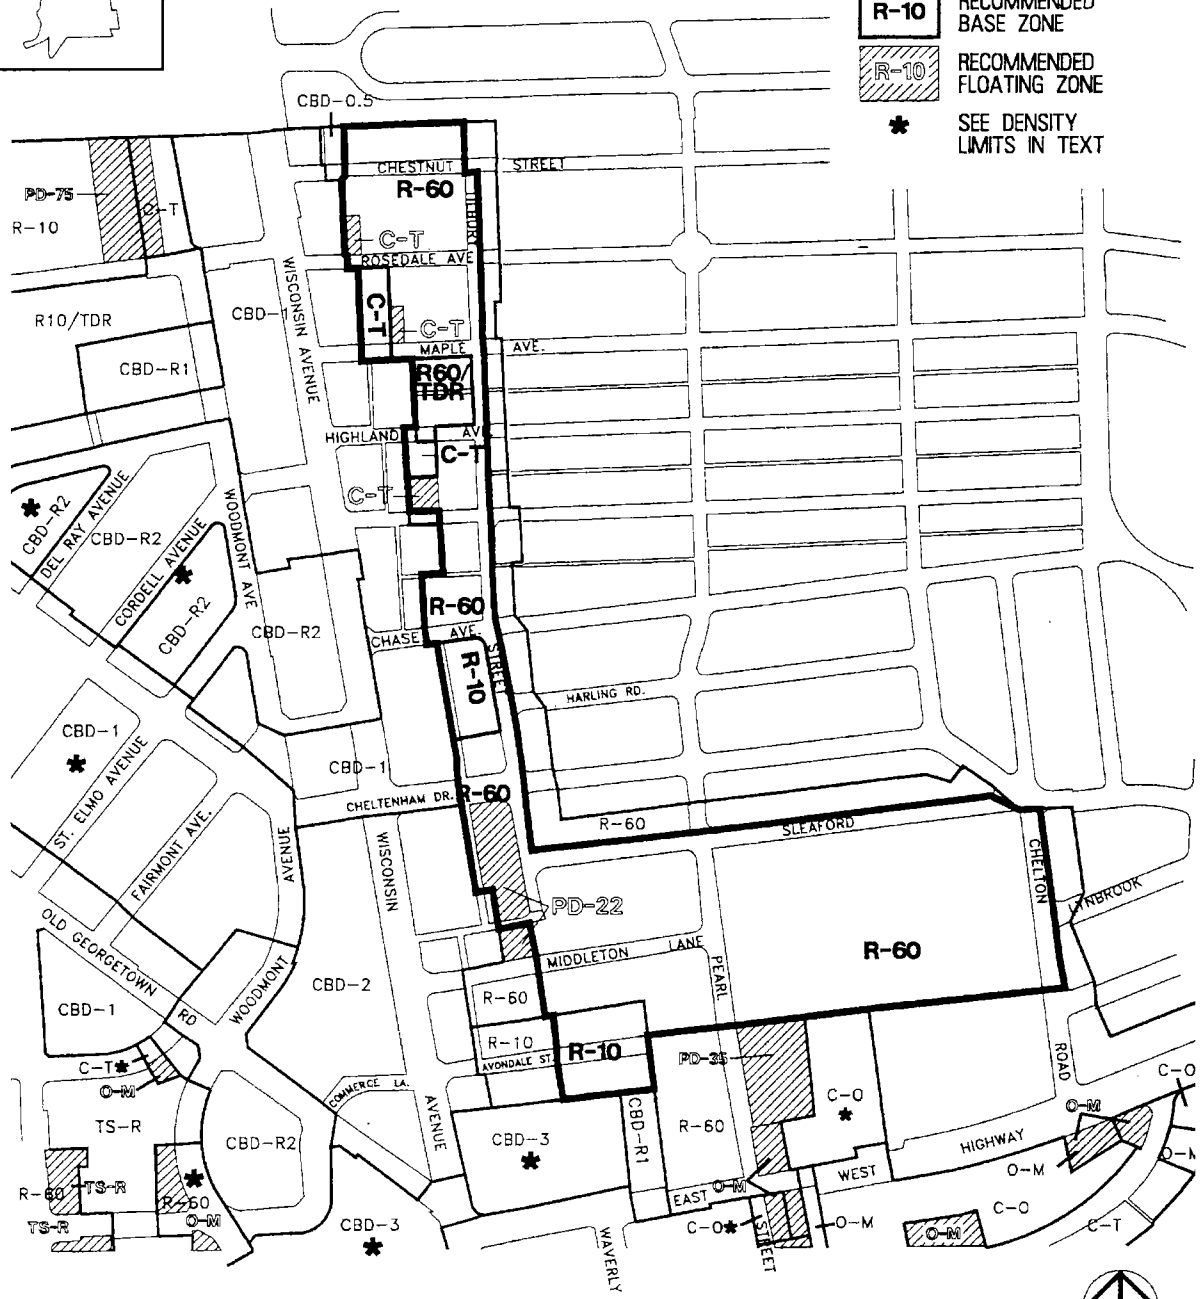 RECOMMENDED
BASE ZONE
R-10
RECOMMENDED
FLOATING ZONE
R-10
* SEE DENSITY
LIMITS IN TEXT
CBD-0.5
CHESTNUT STREET
R-60
TILBURY
PD-75
C-T
R-10
C-T
ROSEDALE AVE
WISCONSIN AVENUE
R10/TDR
CBD-1
C-T
C-T
MAPLE AVE.
CBD-R1
R60/
TDR
HIGHLAND AVE
C-T
C-T
*
CBD-R2
DEL RAY AVENUE
CBD-R2
CORDELL AVENUE
*
CBD-R2
WOODMONT AVE
CBD-R2
R-60
CHASE AVE.
STREET
R-10
HARLING RD.
CBD-1
*
ST. ELMO AVENUE
FAIRMONT AVE.
CBD-1
CHELTENHAM DR.
R-60
R-60
SLEAFORD
CHELTON
LYNBROOK
AVENUE
WISCONSIN
PD-22
OLD GEORGETOWN RD
WOODMONT
MIDDLETON LANE
PEARL
R-60
CBD-2
CBD-1
R-60
R-10
AVONDALE ST.
R-10
PD-35
ROAD
C-T*
O-M
COMMERCE LA.
AVENUE
C-O
*
C-O
O-M
TS-R
CBD-R2
CBD-3
*
CBD-R1
R-60
HIGHWAY
WEST
EAST
O-M
O-M
R-60
TS-R
*
R-60
O-M
TS-R
CBD-3
*
O-M
C-O*
STREET
O-M
C-O
O-M
C-T
WAVERLY